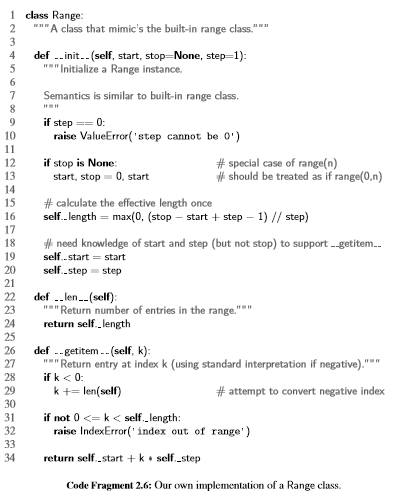 1 class Range:
2 """A class that mimic's the built-in range class."""
3
4 def __init__(self, start, stop=None, step=1):
5 """Initialize a Range instance.
6
7 Semantics is similar to built-in range class.
8 """
9 if step == 0:
10 raise ValueError('step cannot be 0')
11
12 if stop is None: # special case of range(n)
13 start, stop = 0, start # should be treated as if range(0,n)
14
15 # calculate the effective length once
16 self._length = max(0, (stop − start + step − 1) // step)
17
18 # need knowledge of start and step (but not stop) to support __getitem__
19 self._start = start
20 self._step = step
21
22 def __len__(self):
23 """Return number of entries in the range."""
24 return self._length
25
26 def __getitem__(self, k):
27 """Return entry at index k (using standard interpretation if negative)."""
28 if k < 0:
29 k += len(self) # attempt to convert negative index
30
31 if not 0 <= k < self._length:
32 raise IndexError('index out of range')
33
34 return self._start + k * self._step
Code Fragment 2.6: Our own implementation of a Range class.